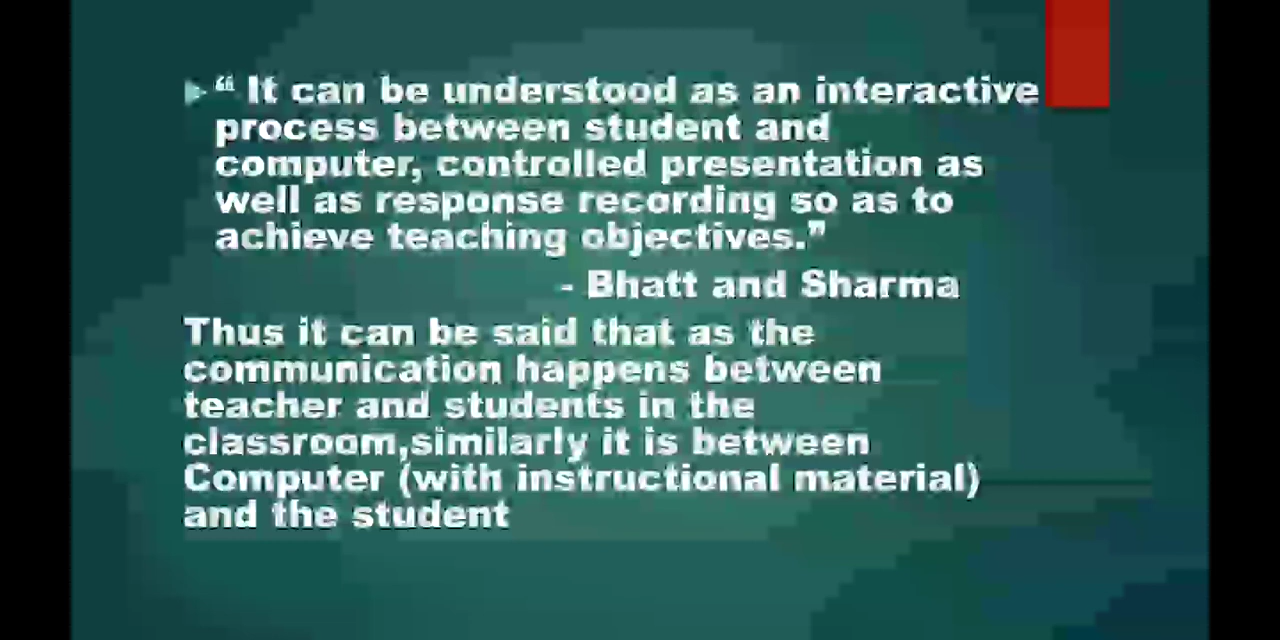 “ It can be understood as an interactive
process between student and
computer, controlled presentation as
well as response recording so as to
achieve teaching objectives.”
- Bhatt and Sharma
Thus it can be said that as the
communication happens between
teacher and students in the
classroom,similarly it is between
Computer (with instructional material)
and the student